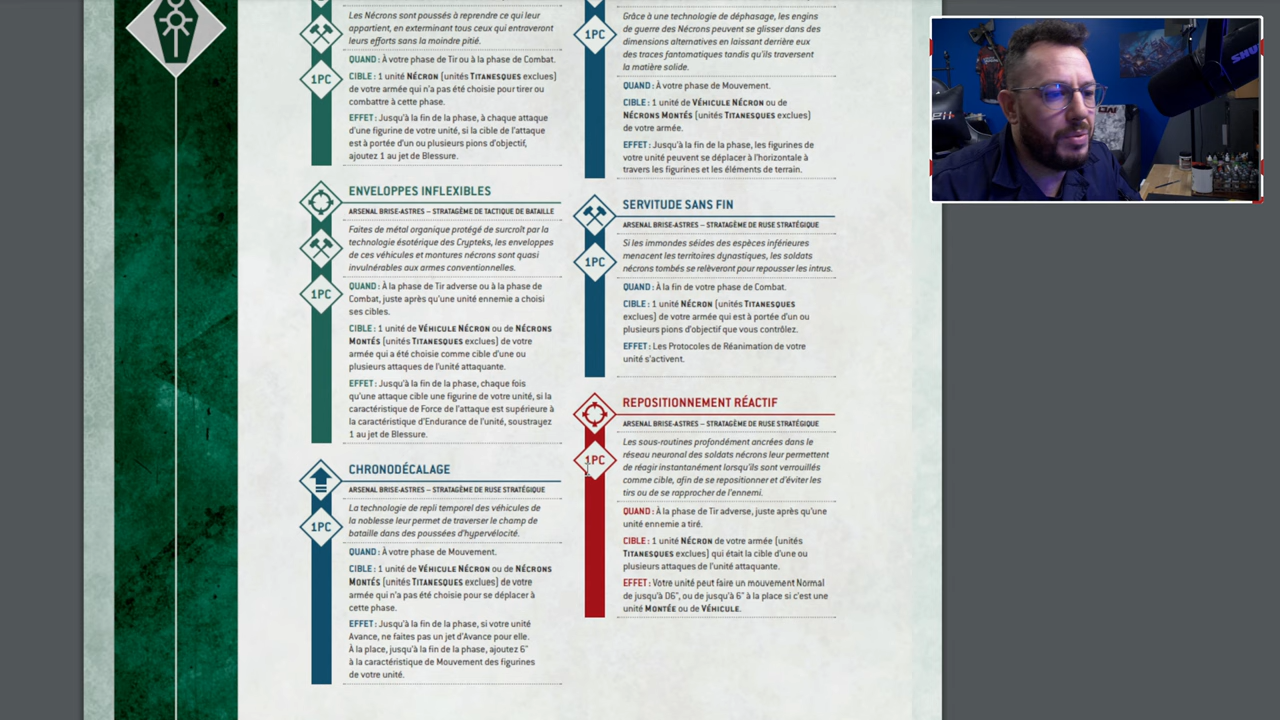 Les Nécrons sont poussés à reprendre ce qui leur
appartient, en exterminant tous ceux qui entraveront
leurs efforts sans la moindre pitié.
1PC
QUAND : À votre phase de Tir ou à la phase de Combat.
CIBLE : 1 unité NÉCRON (unités TITANESQUES exclues)
de votre armée qui n'a pas été choisie pour tirer ou
combattre à cette phase.
EFFET : Jusqu'à la fin de la phase, à chaque attaque
d'une figurine de votre unité, si la cible de l'attaque
est à portée d'un ou plusieurs pions d'objectif,
ajoutez 1 au jet de Blessure.
ENVELOPPES INFLEXIBLES
ARSENAL BRISE-ASTRES – STRATAGÈME DE TACTIQUE DE BATAILLE
Faites de métal organique protégé de surcroît par la
technologie ésotérique des Crypteks, les enveloppes
de ces véhicules et montures nécrons sont quasi
invulnérables aux armes conventionnelles.
1PC
QUAND : À la phase de Tir adverse ou à la phase de
Combat, juste après qu'une unité ennemie a choisi
ses cibles.
CIBLE : 1 unité de VÉHICULE NÉCRON ou de NÉCRONS
MONTÉS (unités TITANESQUES exclues) de votre
armée qui a été choisie comme cible d'une ou
plusieurs attaques de l'unité attaquante.
EFFET : Jusqu'à la fin de la phase, chaque fois
qu'une attaque cible une figurine de votre unité, si la
caractéristique de Force de l'attaque est supérieure à
la caractéristique d'Endurance de l'unité, soustrayez
1 au jet de Blessure.
CHRONODÉCALAGE
ARSENAL BRISE-ASTRES – STRATAGÈME DE RUSE STRATÉGIQUE
La technologie de repli temporel des véhicules de
la noblesse leur permet de traverser le champ de
bataille dans des poussées d'hypervélocité.
1PC
QUAND : À votre phase de Mouvement.
CIBLE : 1 unité de VÉHICULE NÉCRON ou de NÉCRONS
MONTÉS (unités TITANESQUES exclues) de votre
armée qui n'a pas été choisie pour se déplacer à
cette phase.
EFFET : Jusqu'à la fin de la phase, si votre unité
Avance, ne faites pas un jet d'Avance pour elle.
À la place, jusqu'à la fin de la phase, ajoutez 6"
à la caractéristique de Mouvement des figurines
de votre unité.
Grâce à une technologie de déphasage, les engins
de guerre des Nécrons peuvent se glisser dans des
dimensions alternatives en laissant derrière eux
des traces fantomatiques tandis qu'ils traversent
la matière solide.
1PC
QUAND : À votre phase de Mouvement.
CIBLE : 1 unité de VÉHICULE NÉCRON ou de
NÉCRONS MONTÉS (unités TITANESQUES exclues)
de votre armée.
EFFET : Jusqu'à la fin de la phase, les figurines de
votre unité peuvent se déplacer à l'horizontale à
travers les figurines et les éléments de terrain.
SERVITUDE SANS FIN
ARSENAL BRISE-ASTRES – STRATAGÈME DE RUSE STRATÉGIQUE
Si les immondes séides des espèces inférieures
menacent les territoires dynastiques, les soldats
nécrons tombés se relèveront pour repousser les intrus.
1PC
QUAND : À la fin de votre phase de Combat.
CIBLE : 1 unité NÉCRON (unités TITANESQUES
exclues) de votre armée qui est à portée d'un ou
plusieurs pions d'objectif que vous contrôlez.
EFFET : Les Protocoles de Réanimation de votre
unité s'activent.
REPOSITIONNEMENT RÉACTIF
ARSENAL BRISE-ASTRES – STRATAGÈME DE RUSE STRATÉGIQUE
Les sous-routines profondément ancrées dans le
réseau neuronal des soldats nécrons leur permettent
de réagir instantanément lorsqu'ils sont verrouillés
comme cible, afin de se repositionner et d'éviter les
tirs ou de se rapprocher de l'ennemi.
1PC
QUAND : À la phase de Tir adverse, juste après qu'une
unité ennemie a tiré.
CIBLE : 1 unité NÉCRON de votre armée (unités
TITANESQUES exclues) qui était la cible d'une ou
plusieurs attaques de l'unité attaquante.
EFFET : Votre unité peut faire un mouvement Normal
de jusqu'à D6", ou de jusqu'à 6" à la place si c'est une
unité MONTÉE ou de VÉHICULE.